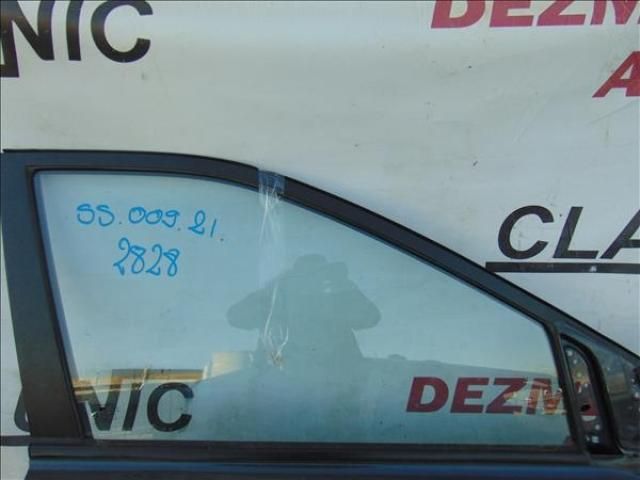 NIC
DEZM
A
SS.009.21.
2828
CLA
NIC
DEZM